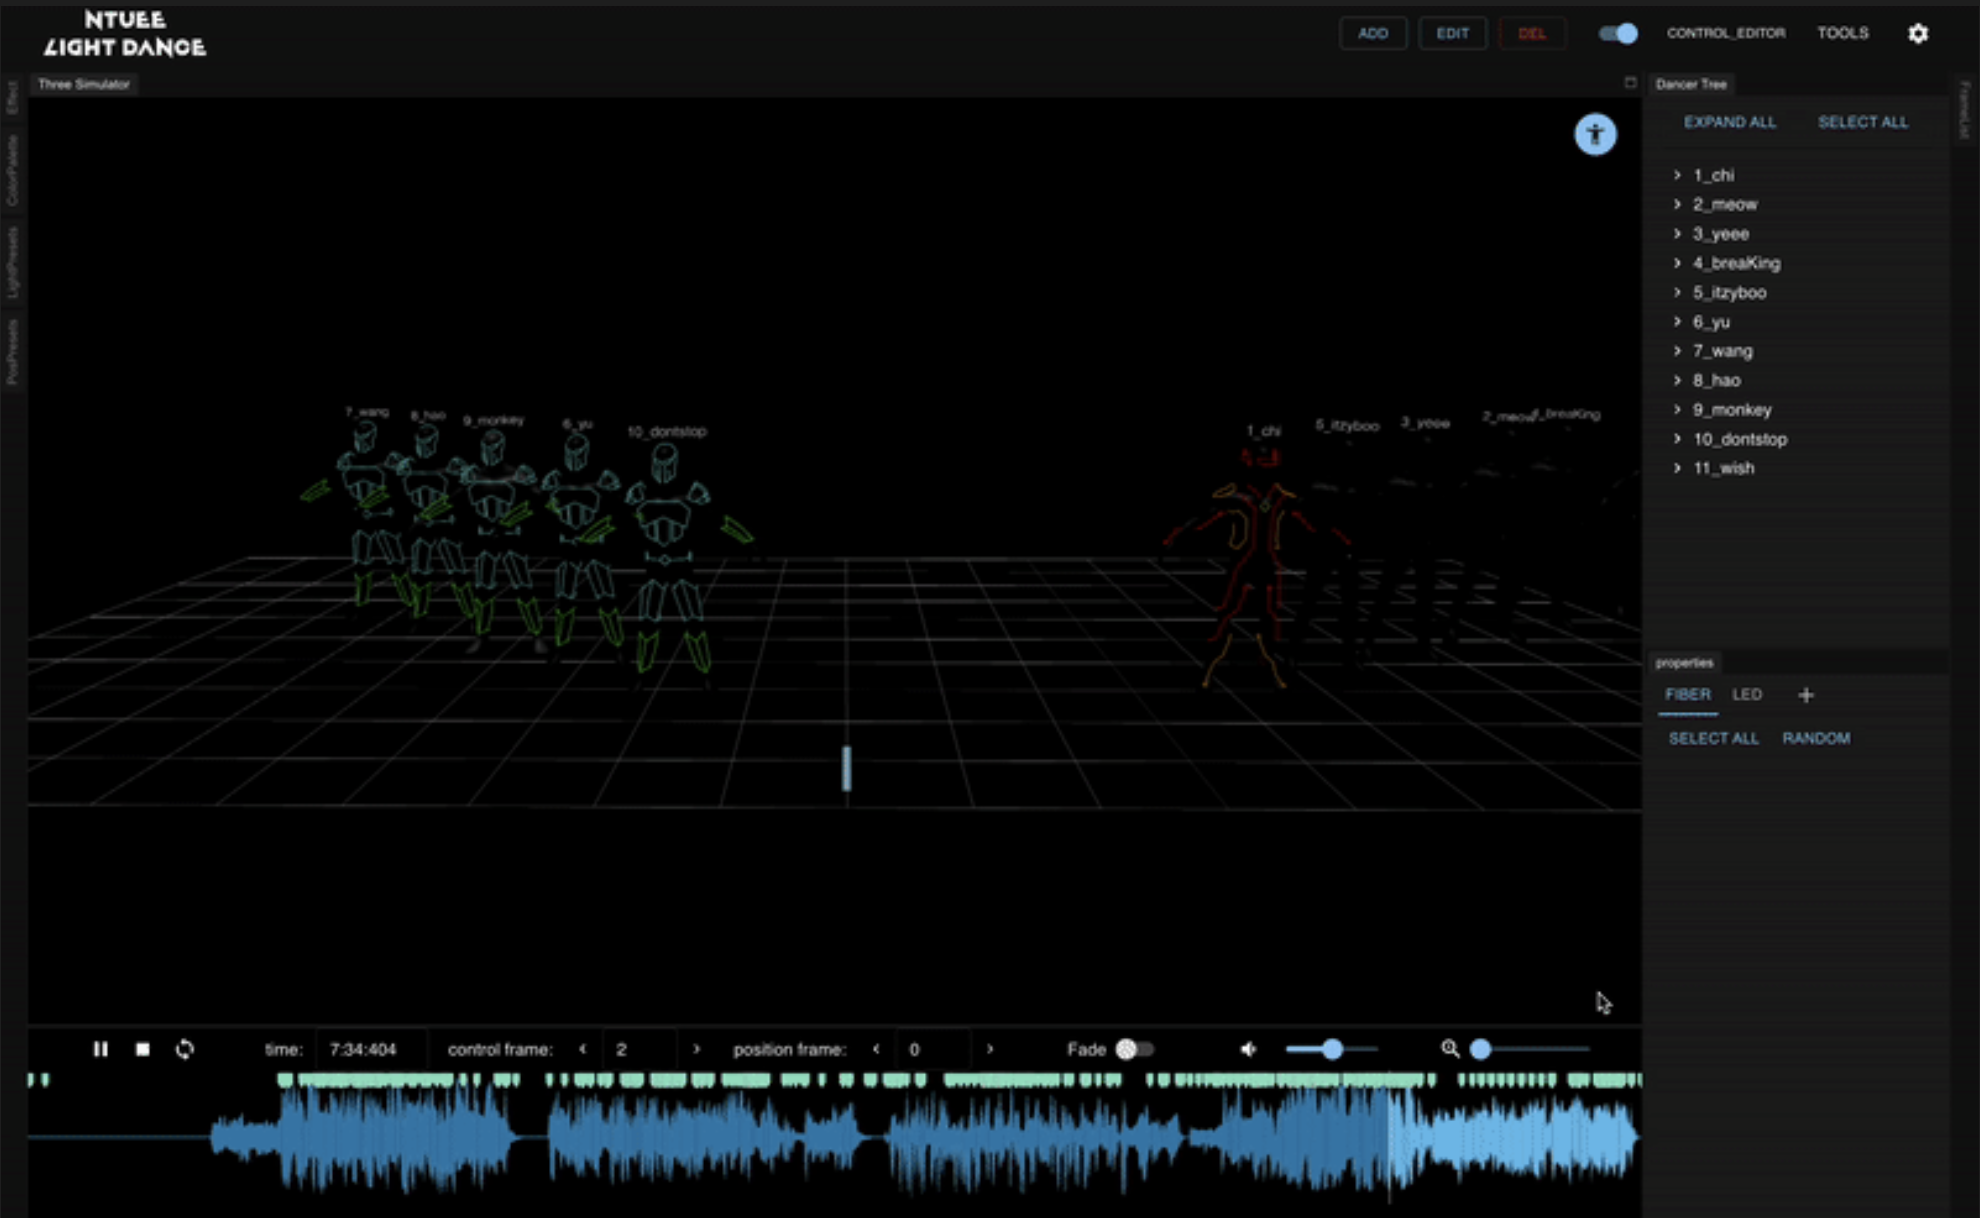 NTUEE
LIGHT DANCE
ADD
EDIT
DEL
CONTROL_EDITOR
TOOLS
Three Simulator
Dancer Tree
Effect
ColorPalette
LightPresets
PosPresets
FrameList
EXPAND ALL
SELECT ALL
1_chi
2_meow
3_yeee
4_breaKing
5_itzyboo
6_yu
7_wang
8_hao
9_monkey
10_dontstop
11_wish
7_wang
8_hao
9_monkey
6_yu
10_dontstop
1_chi
5_itzyboo
3_yeee
2_meow
4_breaKing
properties
FIBER
LED
SELECT ALL
RANDOM
time:
7:34:404
control frame:
2
position frame:
0
Fade